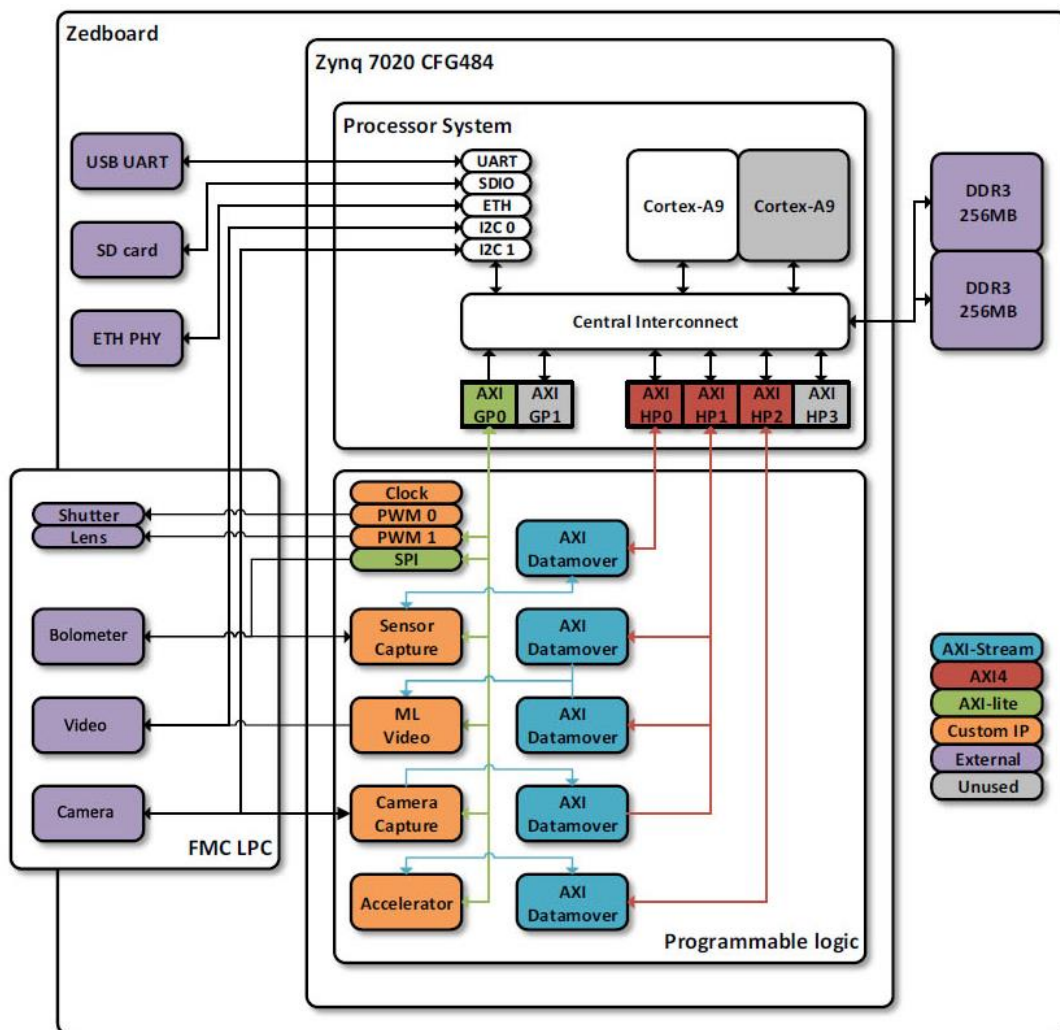 Zedboard
Zynq 7020 CFG484
Processor System
USB UART
SD card
ETH PHY
UART
SDIO
ETH
I2C 0
I2C 1
Cortex-A9
Cortex-A9
DDR3
256MB
DDR3
256MB
Central Interconnect
AXI
GP0
AXI
GP1
AXI
HP0
AXI
HP1
AXI
HP2
AXI
HP3
Shutter
Lens
Bolometer
Video
Camera
FMC LPC
Clock
PWM 0
PWM 1
SPI
Sensor
Capture
ML
Video
Camera
Capture
Accelerator
AXI
Datamover
AXI
Datamover
AXI
Datamover
AXI
Datamover
AXI
Datamover
Programmable logic
AXI-Stream
AXI4
AXI-lite
Custom IP
External
Unused